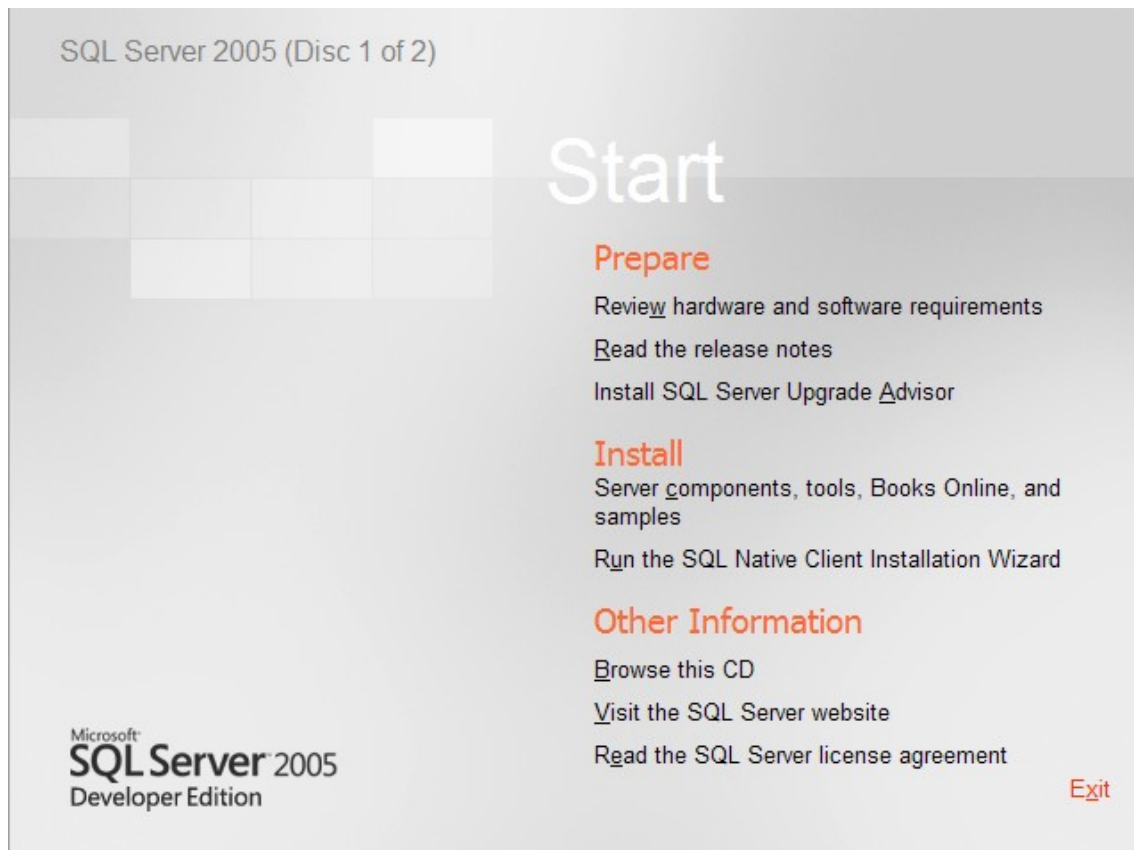 SQL Server 2005 (Disc 1 of 2)
Start
Prepare
Review hardware and software requirements
Read the release notes
Install SQL Server Upgrade Advisor
Install
Server components, tools, Books Online, and
samples
Run the SQL Native Client Installation Wizard
Other Information
Browse this CD
Visit the SQL Server website
Read the SQL Server license agreement
Exit
Microsoft
SQL Server 2005
Developer Edition